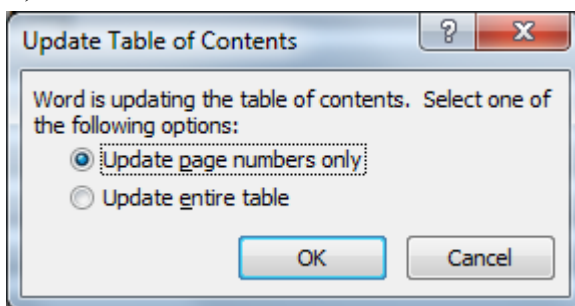 Update Table of Contents
Word is updating the table of contents. Select one of
the following options:
Update page numbers only
Update entire table
OK Cancel